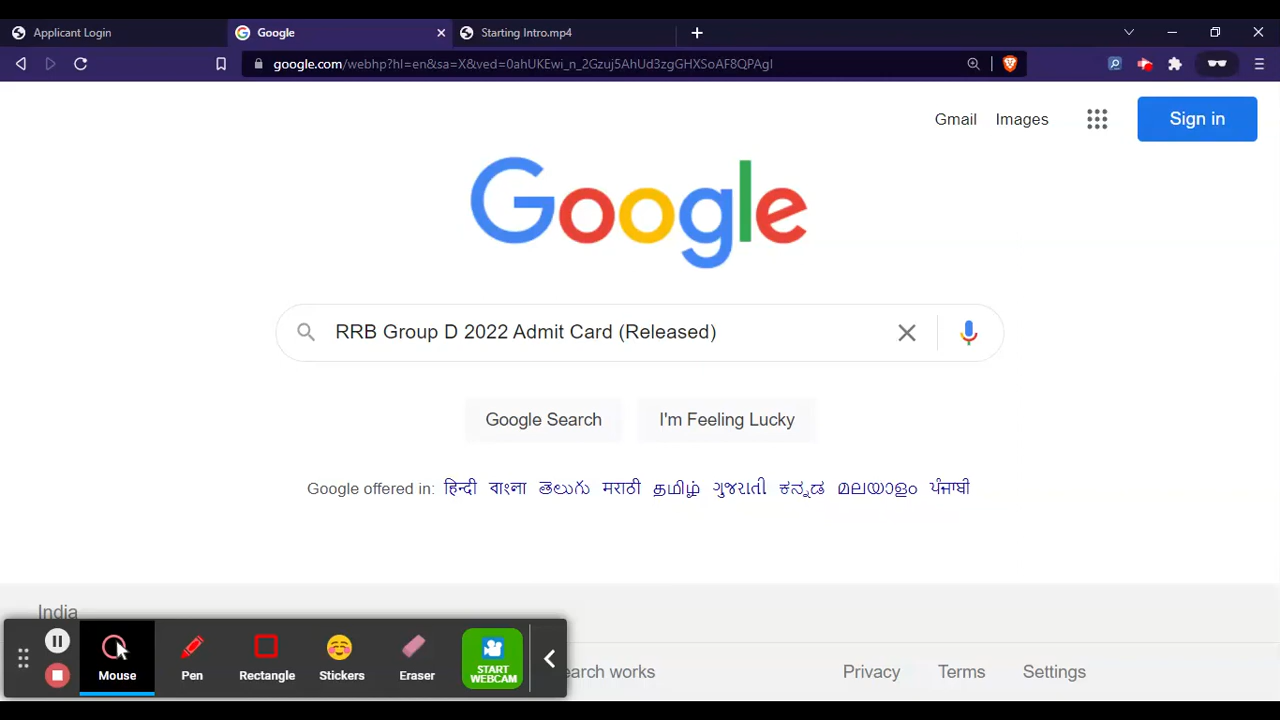 Applicant Login
Google
Starting Intro.mp4
google.com/webhp?hl=en&sa=X&ved=0ahUKEwi_n_2Gzuj5AhUd3zgGHXSoAF8QPAgI
Gmail Images
Sign in
Google
RRB Group D 2022 Admit Card (Released)
Google Search
I'm Feeling Lucky
Google offered in: हिन्दी বাংলা తెలుగు मराठी தமிழ் ગુજરાતી ಕನ್ನಡ മലയാളം ਪੰਜਾਬੀ
India
Mouse
Pen
Rectangle
Stickers
Eraser
START
WEBCAM
works
Privacy Terms Settings